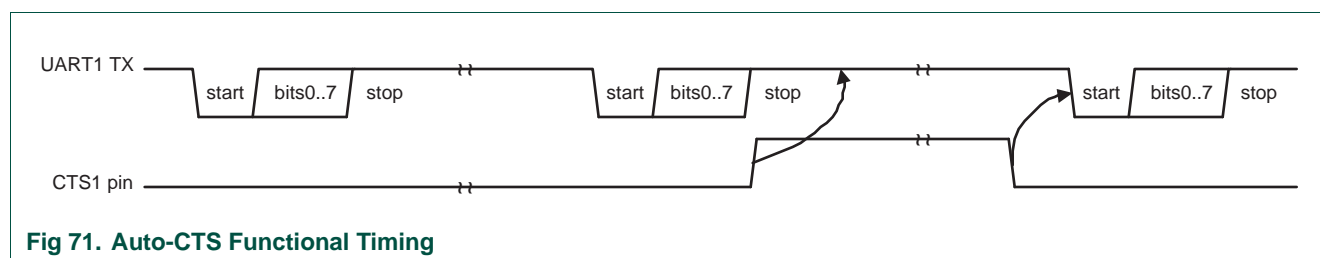 UART1 TX
start bits0..7 stop start bits0..7 stop start bits0..7 stop
CTS1 pin
Fig 71. Auto-CTS Functional Timing